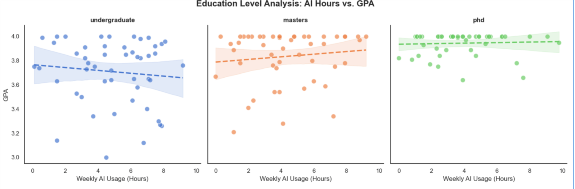 Education Level Analysis: AI Hours vs. GPA
undergraduate
masters
phd
GPA
4.0
3.8
3.6
3.4
3.2
3.0
0 2 4 6 8 10
0 2 4 6 8 10
0 2 4 6 8 10
Weekly AI Usage (Hours)
Weekly AI Usage (Hours)
Weekly AI Usage (Hours)